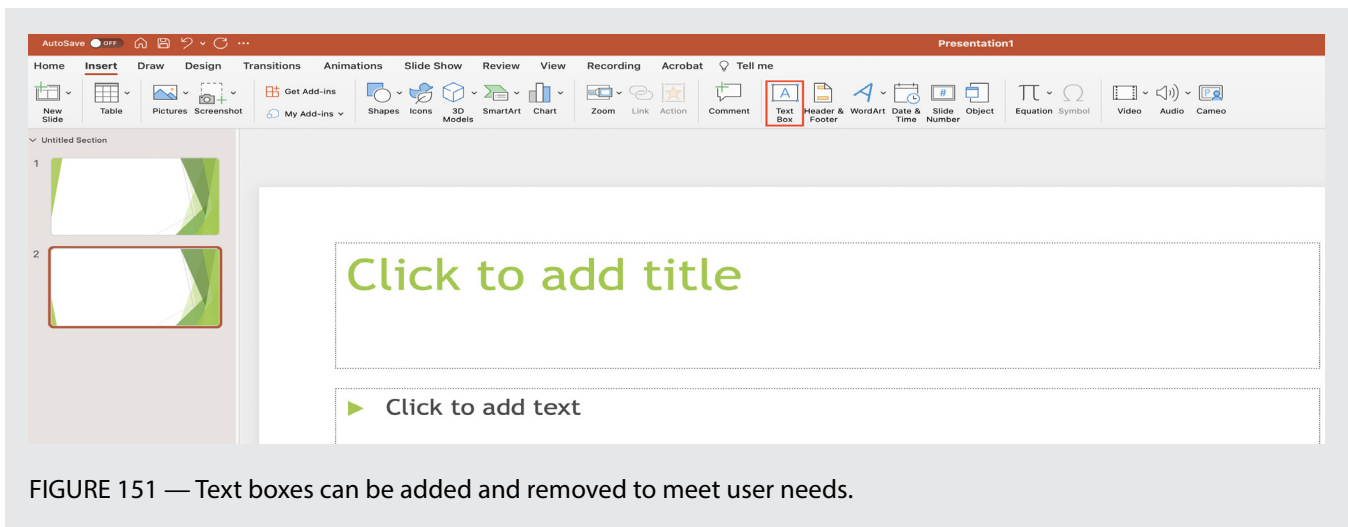 AutoSave OFF ...
Presentation1
Home Insert Draw Design Transitions Animations Slide Show Review View Recording Acrobat Tell me
New Slide
Table
Pictures
Screenshot
Get Add-ins
My Add-ins
Shapes
Icons
3D Models
SmartArt
Chart
Zoom
Link
Action
Comment
A
Text Box
Header & Footer
WordArt
Date & Time
#
Slide Number
Object
Equation
Symbol
Video
Audio
Cameo
Untitled Section
1
2
Click to add title
Click to add text
FIGURE 151 — Text boxes can be added and removed to meet user needs.